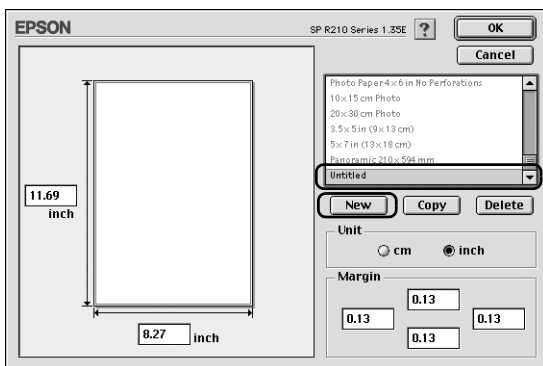 EPSON
SP R210 Series 1.35E ? OK
Cancel
Photo Paper 4×6 in No Perforations
10×15 cm Photo
20×30 cm Photo
3.5×5 in (9×13 cm)
5×7 in (13×18 cm)
Panoramic 210×594 mm
Untitled
New Copy Delete
11.69
inch
8.27 inch
Unit
cm inch
Margin
0.13
0.13 0.13
0.13